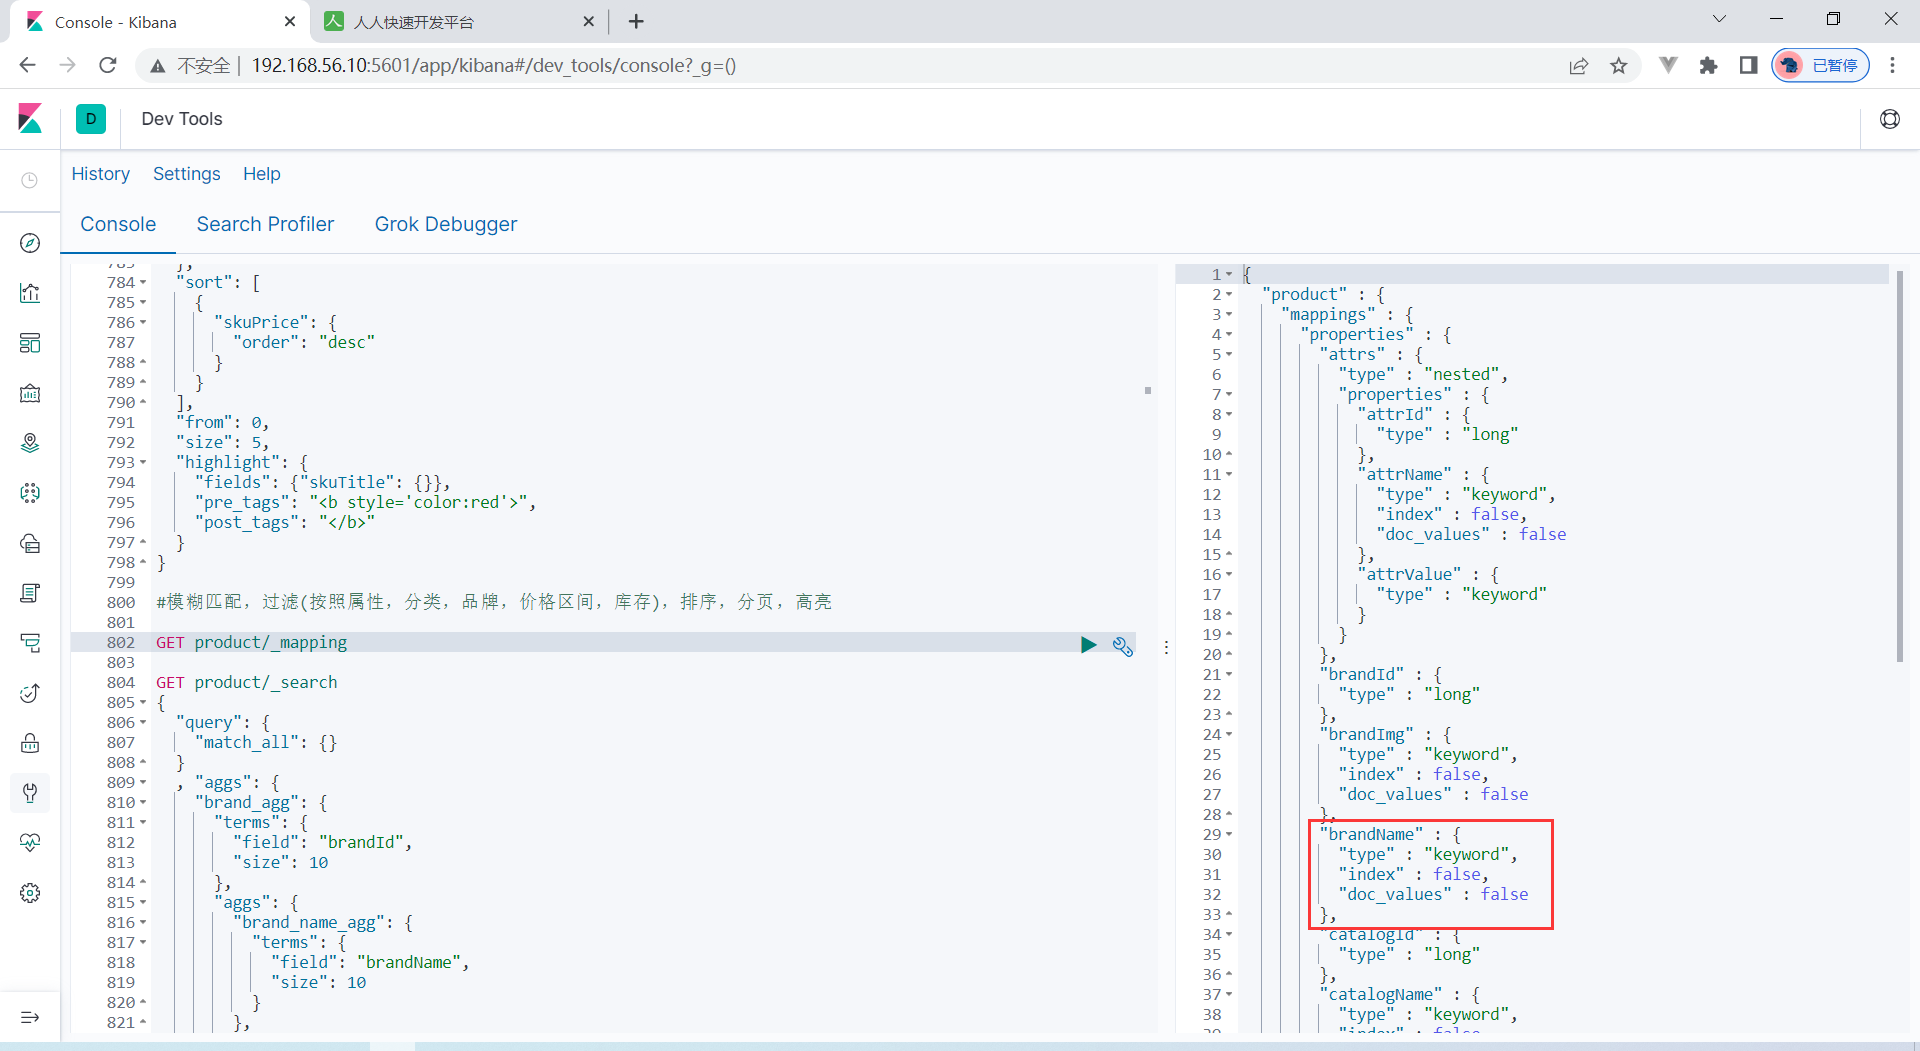 Console - Kibana
人人快速开发平台
不安全 | 192.168.56.10:5601/app/kibana#/dev_tools/console?_g=()
已暂停
D
Dev Tools
History Settings Help
Console Search Profiler Grok Debugger
783 },
784 "sort": [
785 {
786 "skuPrice": {
787 "order": "desc"
788 }
789 }
790 ],
791 "from": 0,
792 "size": 5,
793 "highlight": {
794 "fields": {"skuTitle": {}},
795 "pre_tags": "<b style='color:red'>",
796 "post_tags": "</b>"
797 }
798 }
799
800 #模糊匹配，过滤(按照属性，分类，品牌，价格区间，库存)，排序，分页，高亮
801
802 GET product/_mapping
803
804 GET product/_search
805 {
806 "query": {
807 "match_all": {}
808 }
809 , "aggs": {
810 "brand_agg": {
811 "terms": {
812 "field": "brandId",
813 "size": 10
814 },
815 "aggs": {
816 "brand_name_agg": {
817 "terms": {
818 "field": "brandName",
819 "size": 10
820 }
821 },
1 {
2 "product" : {
3 "mappings" : {
4 "properties" : {
5 "attrs" : {
6 "type" : "nested",
7 "properties" : {
8 "attrId" : {
9 "type" : "long"
10 },
11 "attrName" : {
12 "type" : "keyword",
13 "index" : false,
14 "doc_values" : false
15 },
16 "attrValue" : {
17 "type" : "keyword"
18 }
19 }
20 },
21 "brandId" : {
22 "type" : "long"
23 },
24 "brandImg" : {
25 "type" : "keyword",
26 "index" : false,
27 "doc_values" : false
28 },
29 "brandName" : {
30 "type" : "keyword",
31 "index" : false,
32 "doc_values" : false
33 },
34 "catalogId" : {
35 "type" : "long"
36 },
37 "catalogName" : {
38 "type" : "keyword",
39 "index" : false